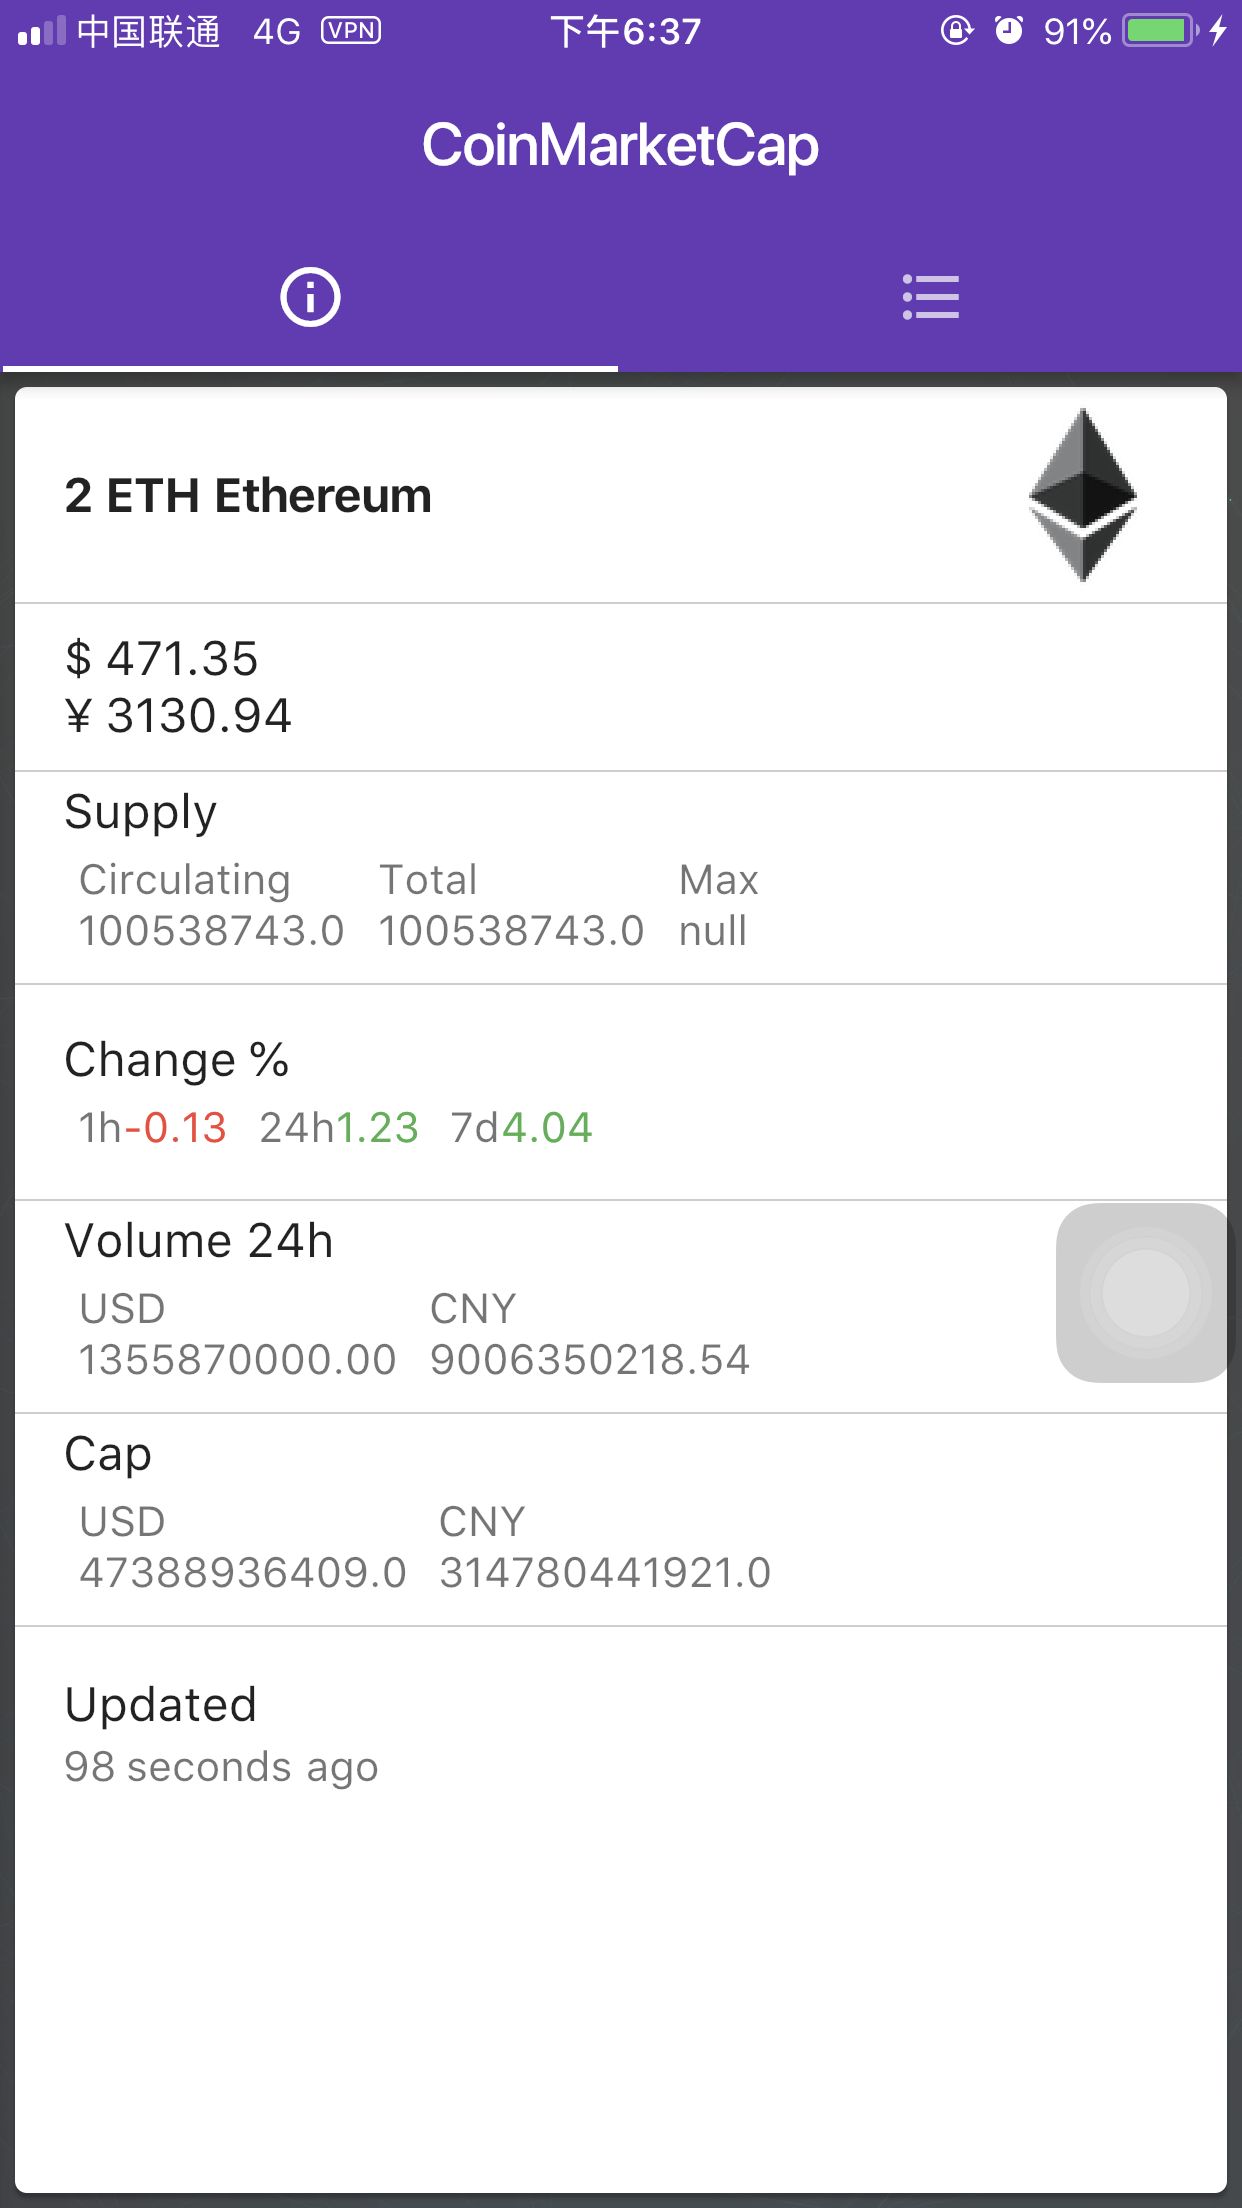 中国联通 4G VPN 下午6:37 91%
CoinMarketCap
2 ETH Ethereum
$ 471.35
¥ 3130.94
Supply
Circulating Total Max
100538743.0 100538743.0 null
Change %
1h-0.13 24h1.23 7d4.04
Volume 24h
USD CNY
1355870000.00 9006350218.54
Cap
USD CNY
47388936409.0 314780441921.0
Updated
98 seconds ago